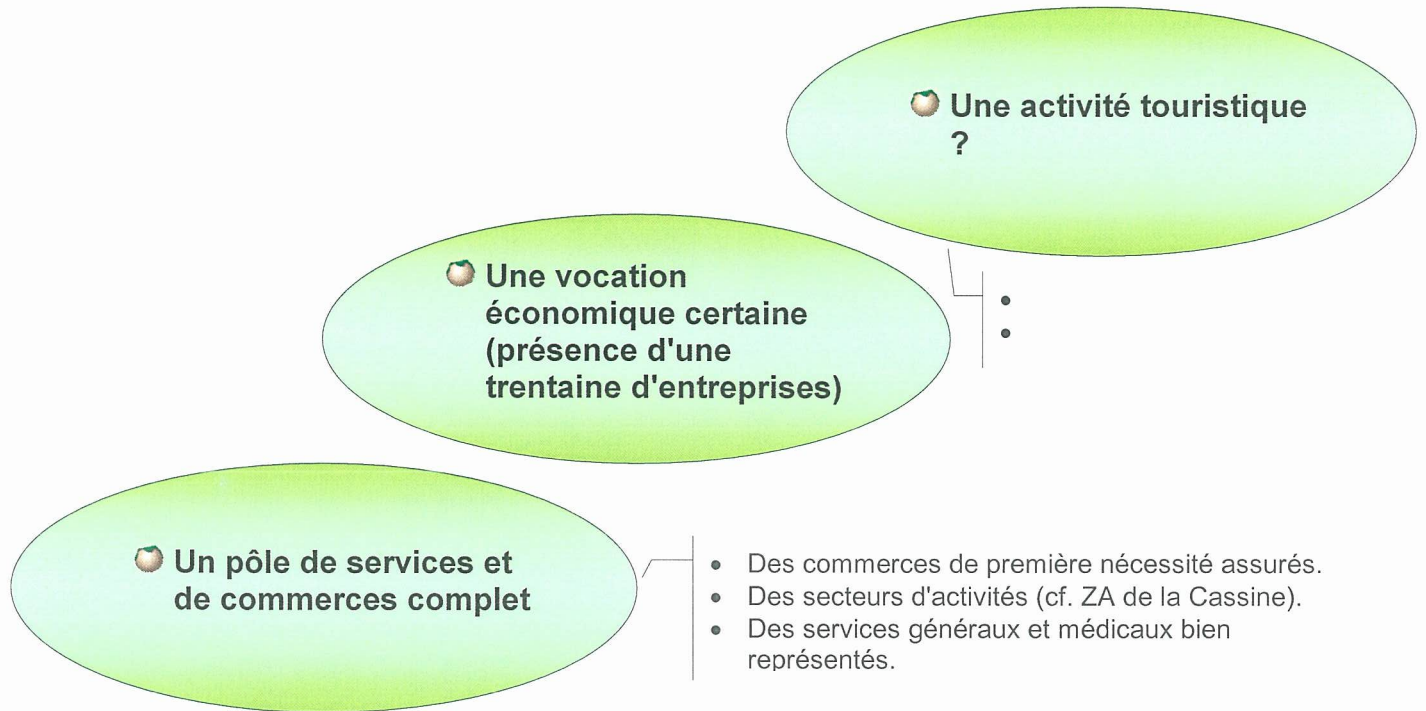 Une activité touristique
?
Une vocation
économique certaine
(présence d'une
trentaine d'entreprises)
•
•
Un pôle de services et
de commerces complet
• Des commerces de première nécessité assurés.
• Des secteurs d'activités (cf. ZA de la Cassine).
• Des services généraux et médicaux bien
représentés.